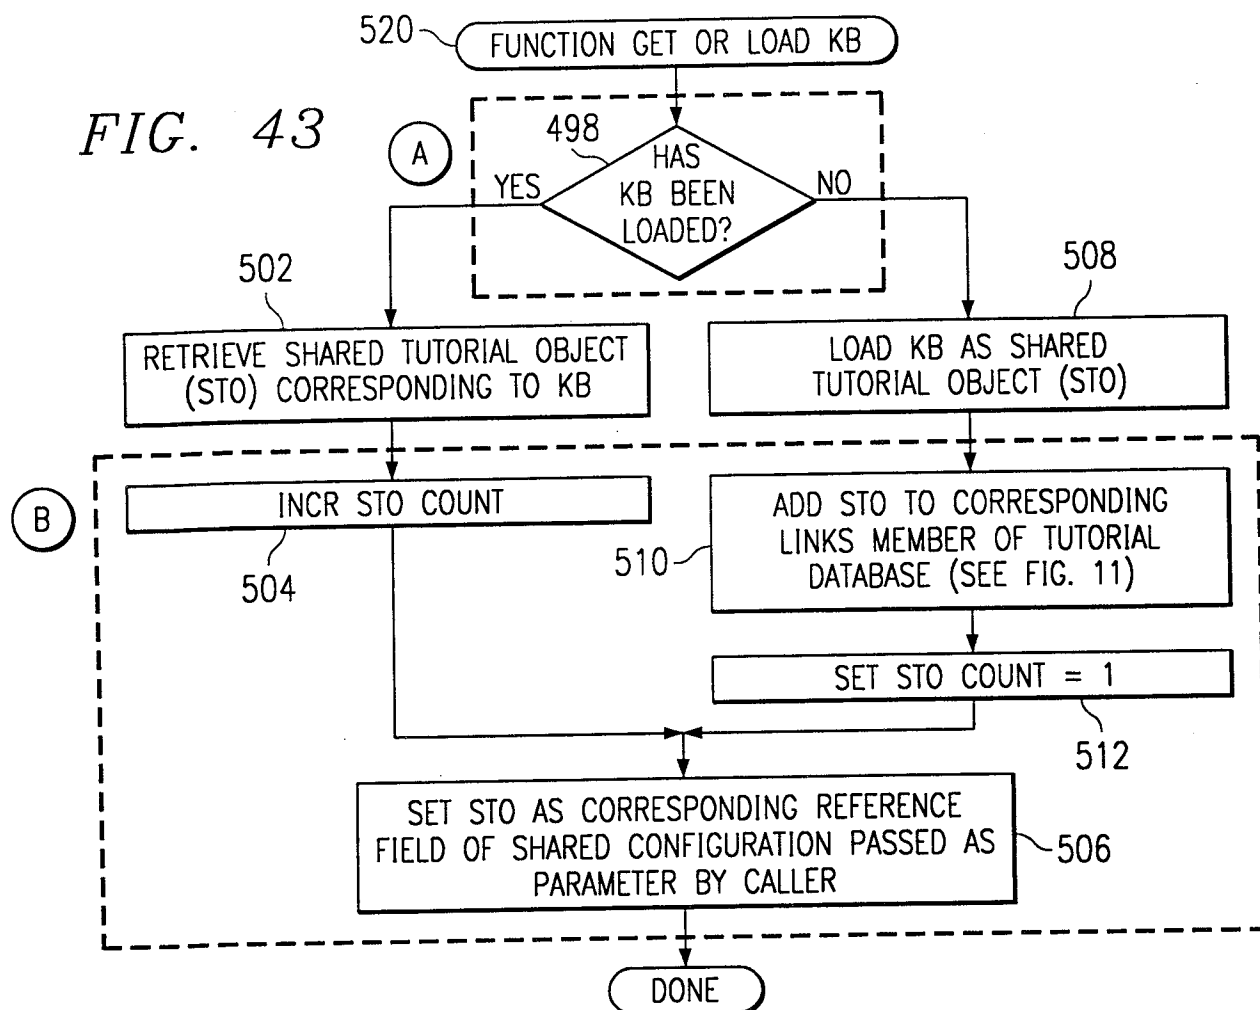 520
FUNCTION GET OR LOAD KB
FIG. 43
A
498
HAS
KB BEEN
LOADED?
YES
NO
502
508
RETRIEVE SHARED TUTORIAL OBJECT
(STO) CORRESPONDING TO KB
LOAD KB AS SHARED
TUTORIAL OBJECT (STO)
B
INCR STO COUNT
504
510
ADD STO TO CORRESPONDING
LINKS MEMBER OF TUTORIAL
DATABASE (SEE FIG. 11)
SET STO COUNT = 1
512
SET STO AS CORRESPONDING REFERENCE
FIELD OF SHARED CONFIGURATION PASSED AS
PARAMETER BY CALLER
506
DONE